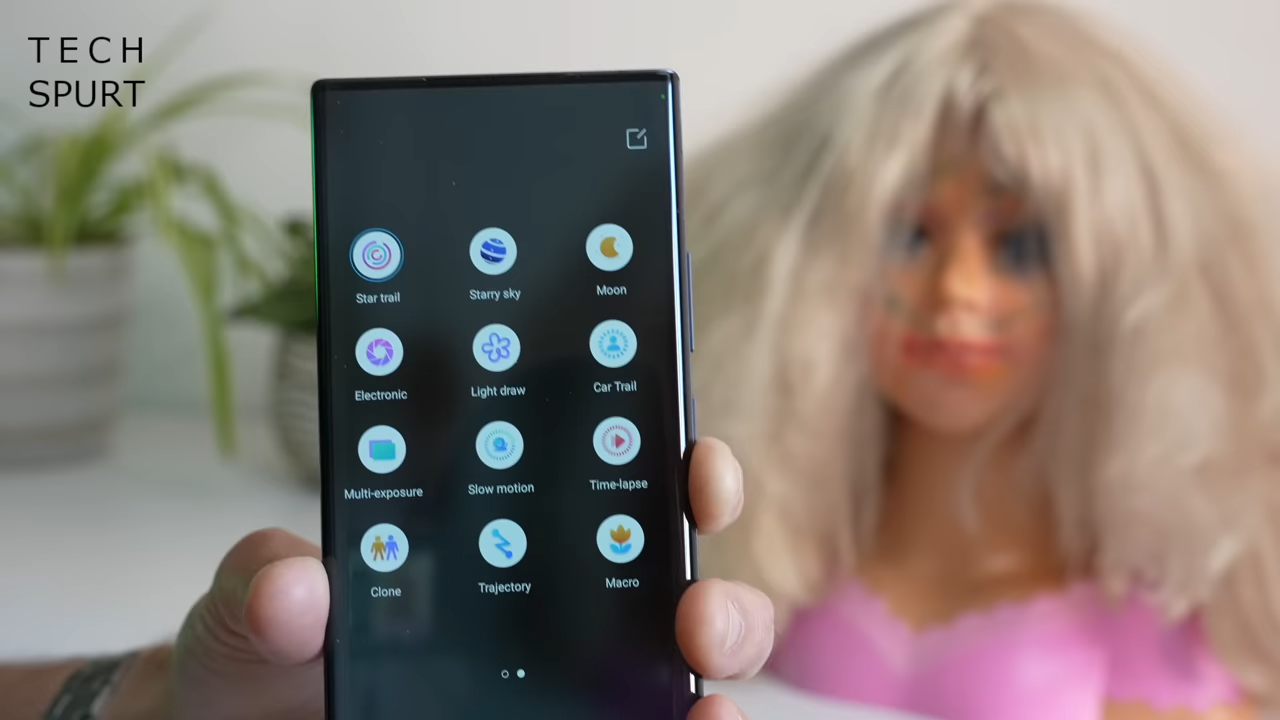 TECH
SPURT
Star trail
Starry sky
Moon
Electronic
Light draw
Car Trail
Multi-exposure
Slow motion
Time-lapse
Clone
Trajectory
Macro